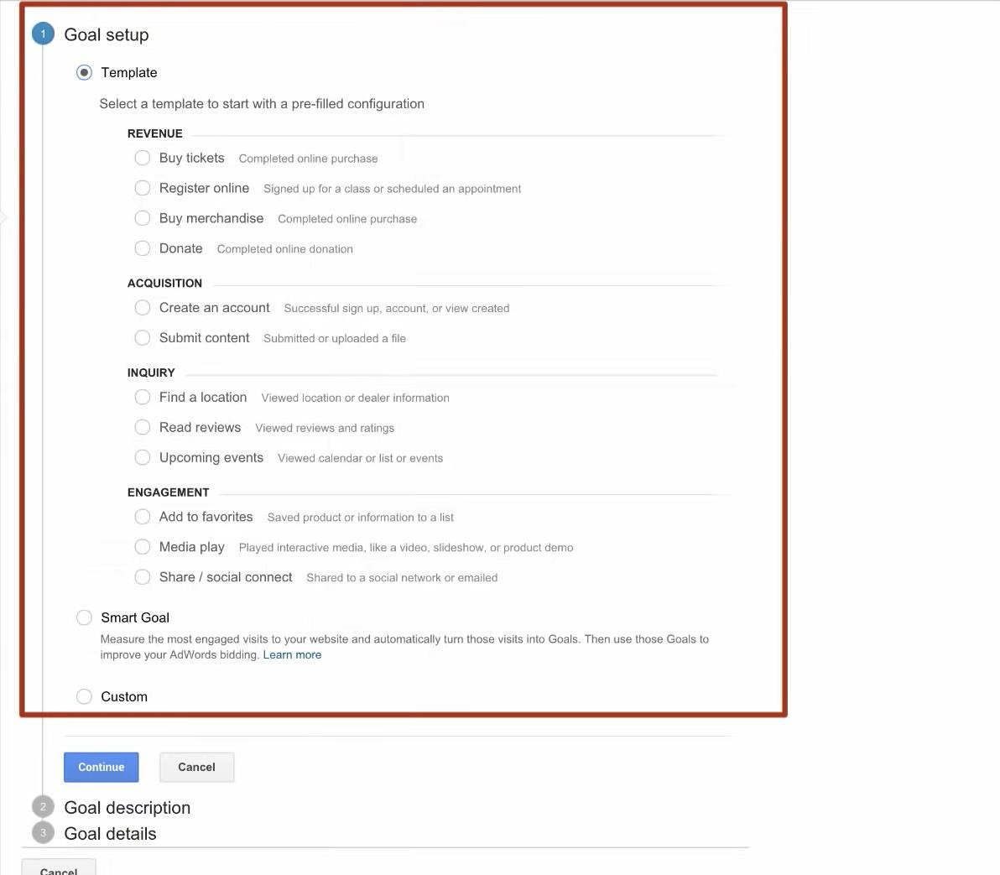 1 Goal setup
Template
Select a template to start with a pre-filled configuration
REVENUE
Buy tickets Completed online purchase
Register online Signed up for a class or scheduled an appointment
Buy merchandise Completed online purchase
Donate Completed online donation
ACQUISITION
Create an account Successful sign up, account, or view created
Submit content Submitted or uploaded a file
INQUIRY
Find a location Viewed location or dealer information
Read reviews Viewed reviews and ratings
Upcoming events Viewed calendar or list or events
ENGAGEMENT
Add to favorites Saved product or information to a list
Media play Played interactive media, like a video, slideshow, or product demo
Share / social connect Shared to a social network or emailed
Smart Goal
Measure the most engaged visits to your website and automatically turn those visits into Goals. Then use those Goals to
improve your AdWords bidding. Learn more
Custom
Continue Cancel
2 Goal description
3 Goal details
Cancel